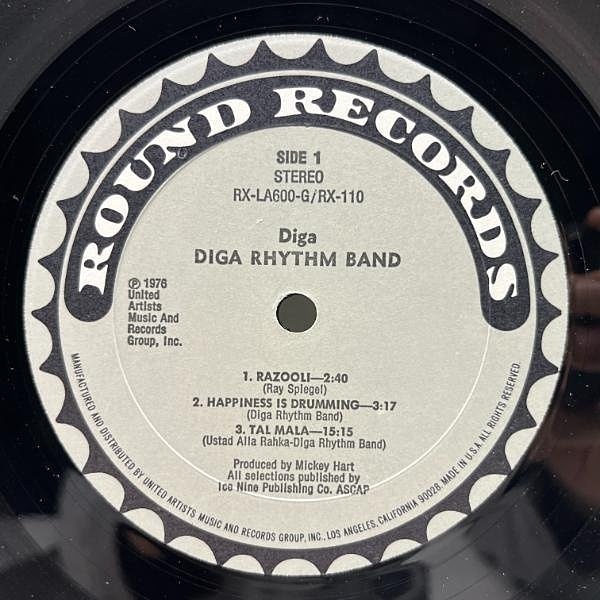 ROUND RECORDS
SIDE 1
STEREO
RX-LA600-G/RX-110
Diga
DIGA RHYTHM BAND
℗ 1976
United
Artists
Music And
Records
Group, Inc.
1. RAZOOLI—2:40
(Ray Spiegel)
2. HAPPINESS IS DRUMMING—3:17
(Diga Rhythm Band)
3. TAL MALA—15:15
(Ustad Alla Rahka-Diga Rhythm Band)
Produced by Mickey Hart
All selections published by
Ice Nine Publishing Co. ASCAP
MANUFACTURED AND DISTRIBUTED BY UNITED ARTISTS MUSIC AND RECORDS GROUP, INC., LOS ANGELES, CALIFORNIA 90028. MADE IN U.S.A. ALL RIGHTS RESERVED.